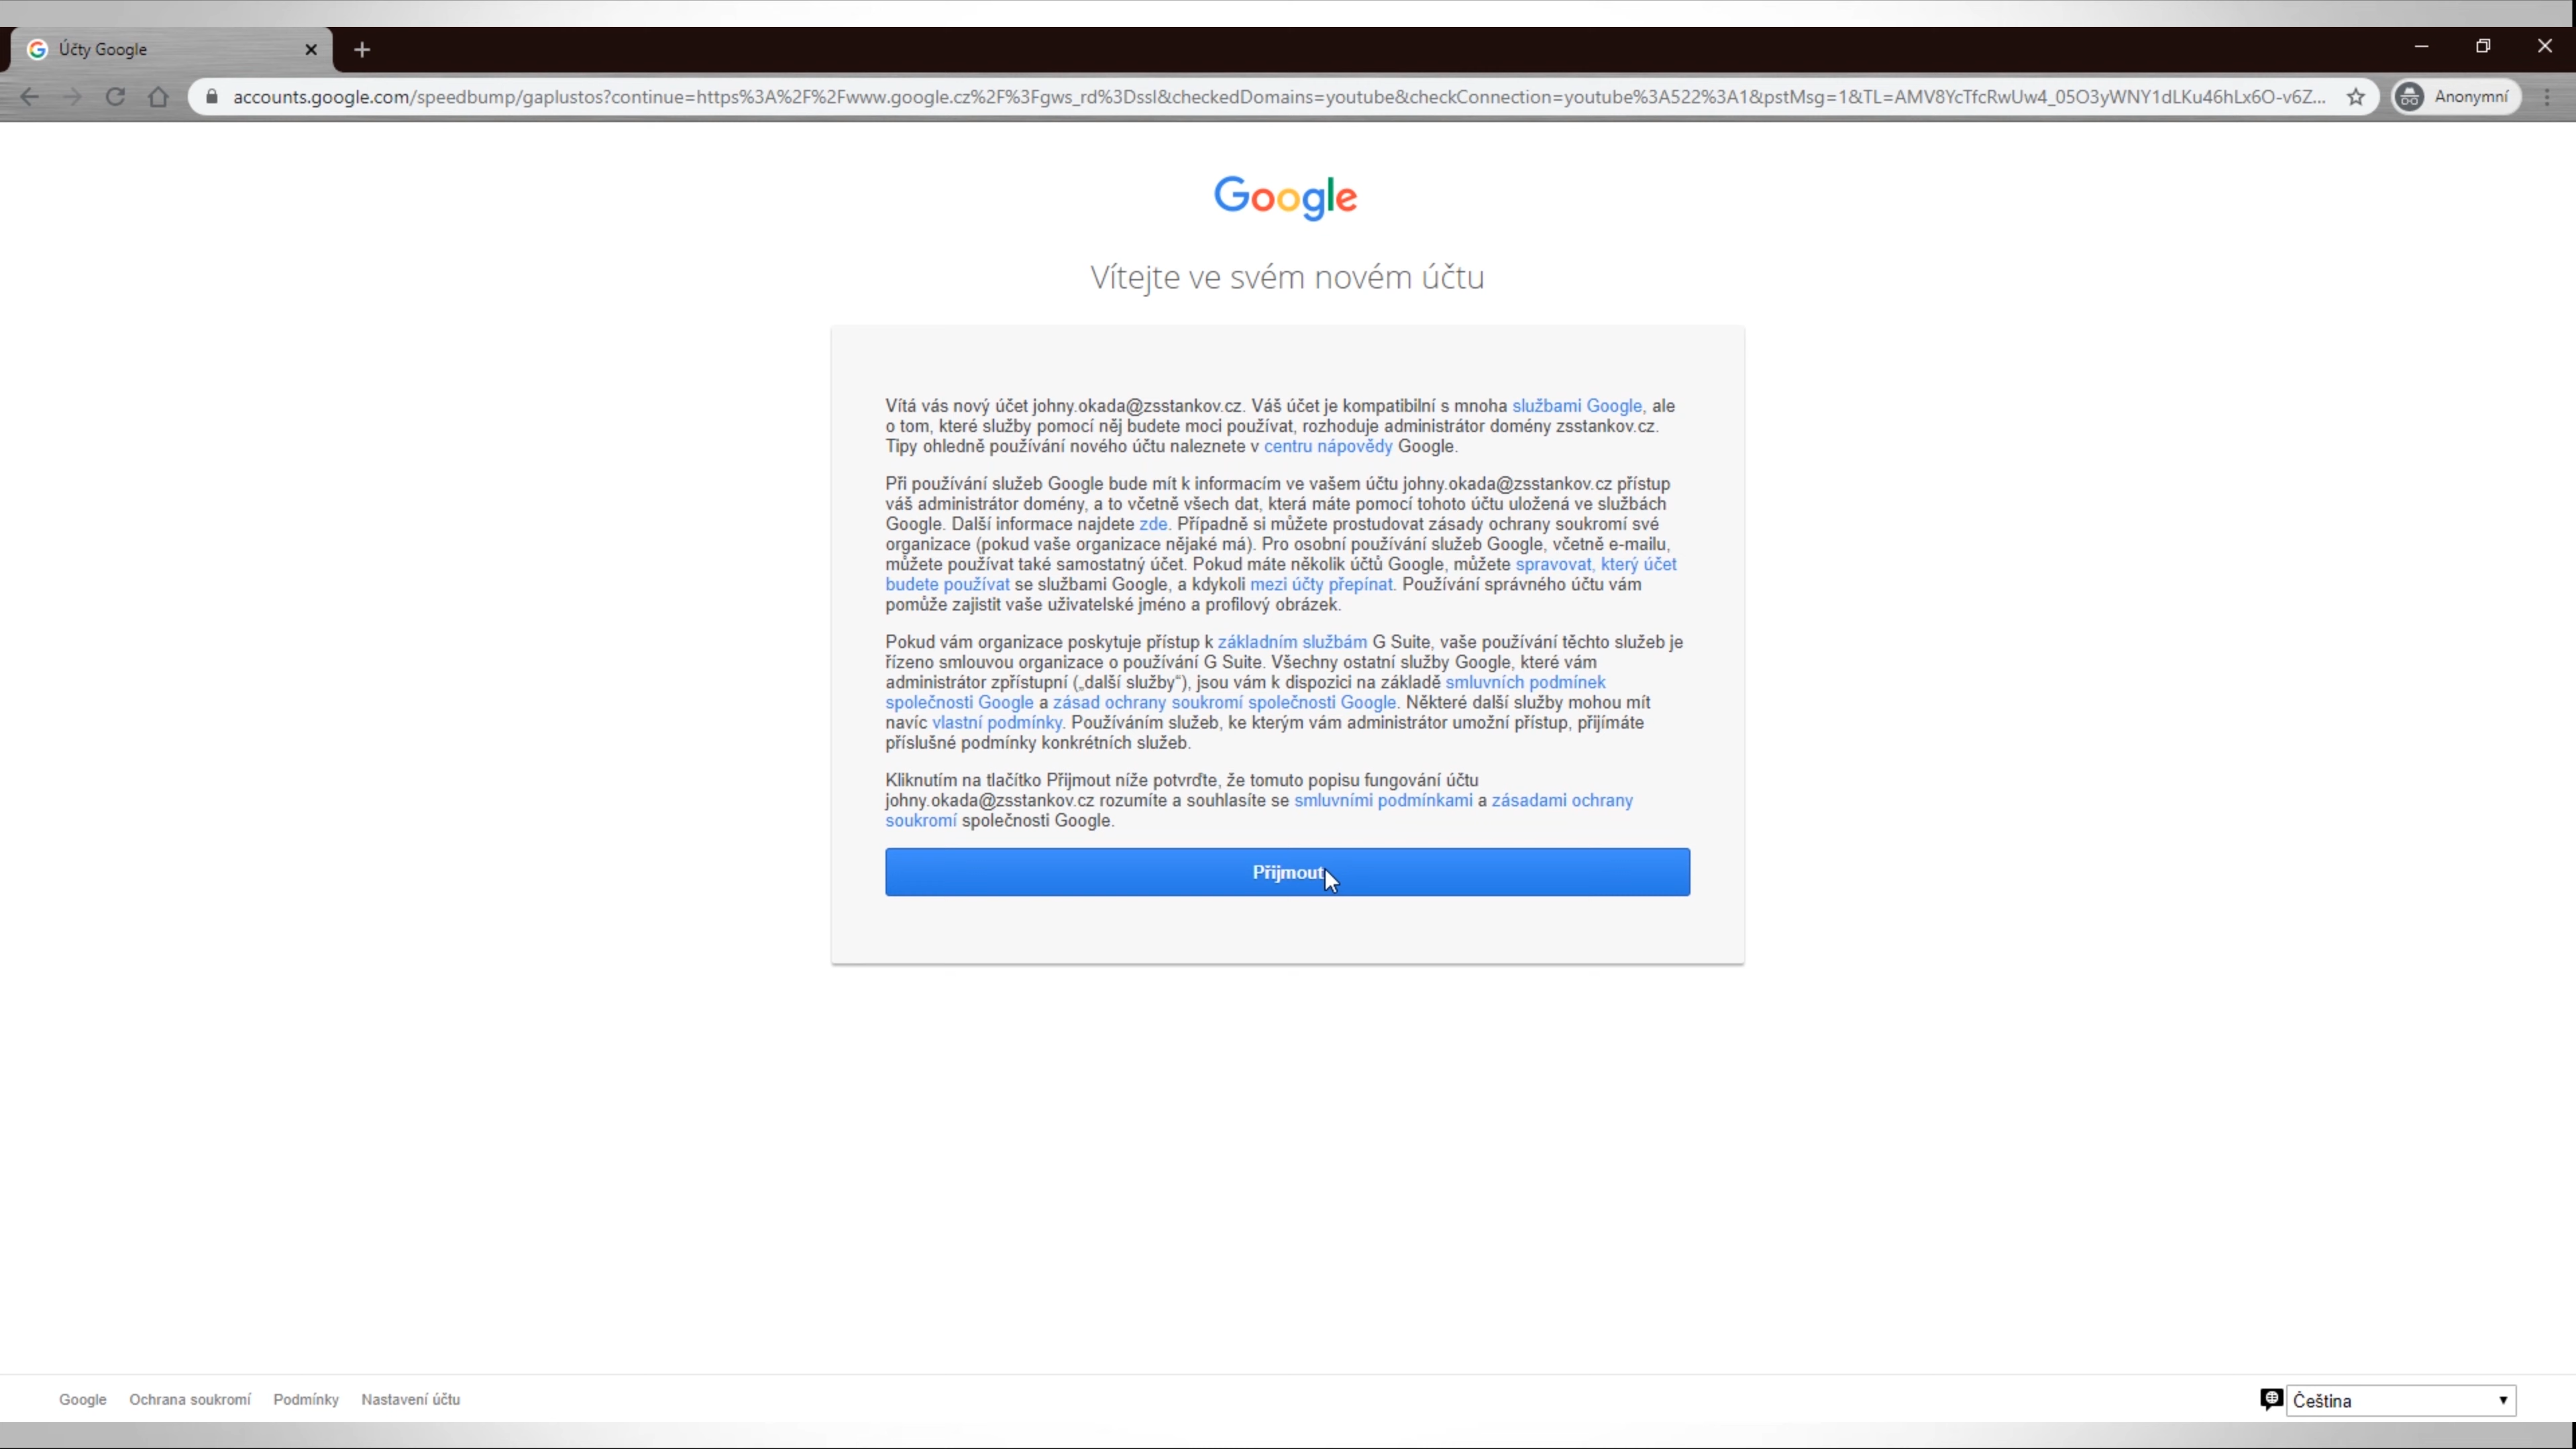 Účty Google
accounts.google.com/speedbump/gaplustos?continue=https%3A%2F%2Fwww.google.cz%2F%3Fgws_rd%3Dssl&checkedDomains=youtube&checkConnection=youtube%3A522%3A1&pstMsg=1&TL=AMV8YcTfcRwUw4_05O3yWNY1dLKu46hLx6O-v6Z...
Anonymní
Google
Vítejte ve svém novém účtu
Vítá vás nový účet johny.okada@zsstankov.cz. Váš účet je kompatibilní s mnoha službami Google, ale
o tom, které služby pomocí něj budete moci používat, rozhoduje administrátor domény zsstankov.cz.
Tipy ohledně používání nového účtu naleznete v centru nápovědy Google.
Při používání služeb Google bude mít k informacím ve vašem účtu johny.okada@zsstankov.cz přístup
váš administrátor domény, a to včetně všech dat, která máte pomocí tohoto účtu uložená ve službách
Google. Další informace najdete zde. Případně si můžete prostudovat zásady ochrany soukromí své
organizace (pokud vaše organizace nějaké má). Pro osobní používání služeb Google, včetně e-mailu,
můžete používat také samostatný účet. Pokud máte několik účtů Google, můžete spravovat, který účet
budete používat se službami Google, a kdykoli mezi účty přepínat. Používání správného účtu vám
pomůže zajistit vaše uživatelské jméno a profilový obrázek.
Pokud vám organizace poskytuje přístup k základním službám G Suite, vaše používání těchto služeb je
řízeno smlouvou organizace o používání G Suite. Všechny ostatní služby Google, které vám
administrátor zpřístupní („další služby“), jsou vám k dispozici na základě smluvních podmínek
společnosti Google a zásad ochrany soukromí společnosti Google. Některé další služby mohou mít
navíc vlastní podmínky. Používáním služeb, ke kterým vám administrátor umožní přístup, přijímáte
příslušné podmínky konkrétních služeb.
Kliknutím na tlačítko Přijmout níže potvrďte, že tomuto popisu fungování účtu
johny.okada@zsstankov.cz rozumíte a souhlasíte se smluvními podmínkami a zásadami ochrany
soukromí společnosti Google.
Přijmout
Google Ochrana soukromí Podmínky Nastavení účtu
Čeština